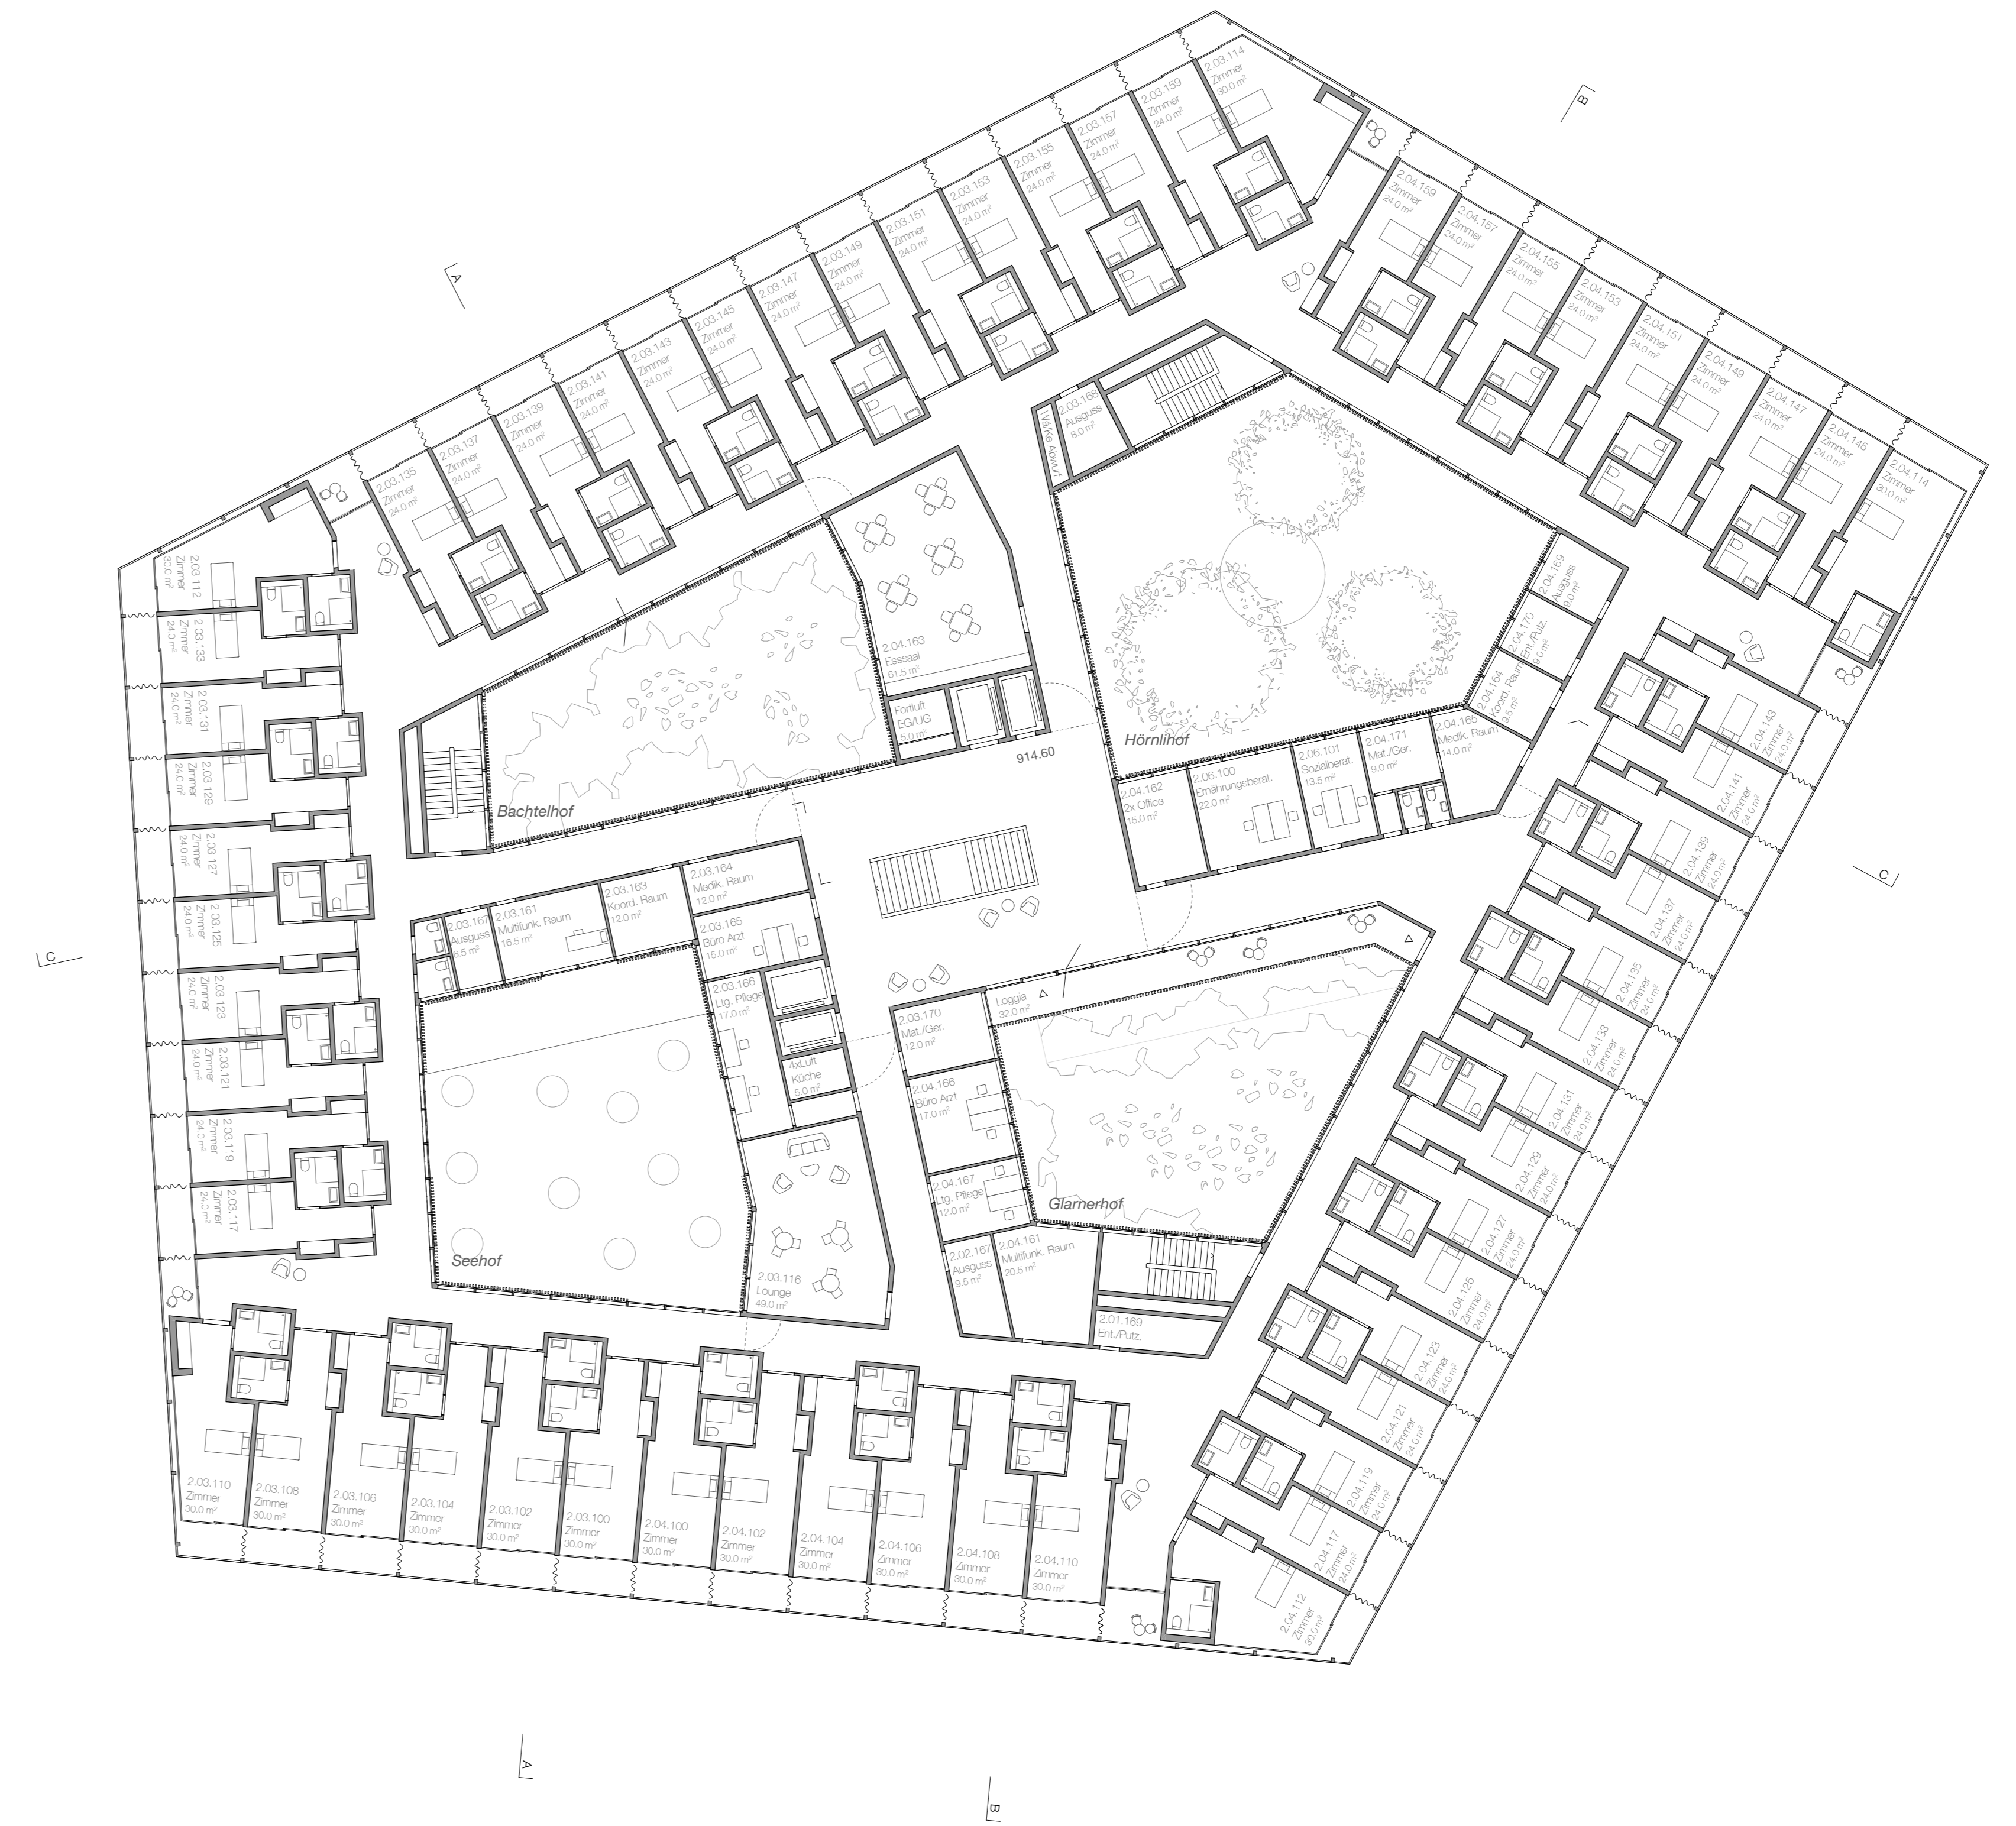 B
A
C
C
A
B
2.03.114
Zimmer
30.0 m²
2.03.159
Zimmer
24.0 m²
2.03.157
Zimmer
24.0 m²
2.03.155
Zimmer
24.0 m²
2.03.153
Zimmer
24.0 m²
2.03.151
Zimmer
24.0 m²
2.03.149
Zimmer
24.0 m²
2.03.147
Zimmer
24.0 m²
2.03.145
Zimmer
24.0 m²
2.03.143
Zimmer
24.0 m²
2.03.141
Zimmer
24.0 m²
2.03.139
Zimmer
24.0 m²
2.03.137
Zimmer
24.0 m²
2.03.135
Zimmer
24.0 m²
2.04.159
Zimmer
24.0 m²
2.04.157
Zimmer
24.0 m²
2.04.155
Zimmer
24.0 m²
2.04.153
Zimmer
24.0 m²
2.04.151
Zimmer
24.0 m²
2.04.149
Zimmer
24.0 m²
2.04.147
Zimmer
24.0 m²
2.04.145
Zimmer
24.0 m²
2.04.114
Zimmer
30.0 m²
2.03.112
Zimmer
30.0 m²
2.03.133
Zimmer
24.0 m²
2.03.131
Zimmer
24.0 m²
2.03.129
Zimmer
24.0 m²
2.03.127
Zimmer
24.0 m²
2.03.125
Zimmer
24.0 m²
2.03.123
Zimmer
24.0 m²
2.03.121
Zimmer
24.0 m²
2.03.119
Zimmer
24.0 m²
2.03.117
Zimmer
24.0 m²
Wä/Ke Abwurf
2.03.168
Ausguss
8.0 m²
2.04.163
Esssaal
61.5 m²
Fortluft
EG/UG
5.0 m²
914.60
Bachtelhof
Hörnlihof
2.04.169
Ausguss
9.0 m²
2.04.170
Ent./Putz.
9.0 m²
2.04.164
Koord. Raum
9.5 m²
2.04.165
Medik. Raum
14.0 m²
2.04.171
Mat./Ger.
9.0 m²
2.06.101
Sozialberat.
13.5 m²
2.06.100
Ernährungsberat.
22.0 m²
2.04.162
2x Office
15.0 m²
2.03.167
Ausguss
6.5 m²
2.03.161
Multifunk. Raum
16.5 m²
2.03.163
Koord. Raum
12.0 m²
2.03.164
Medik. Raum
12.0 m²
2.03.165
Büro Arzt
15.0 m²
2.03.166
Ltg. Pflege
17.0 m²
4xLuft
Küche
5.0 m²
2.03.116
Lounge
49.0 m²
Seehof
Loggia
32.0 m²
2.03.170
Mat./Ger.
12.0 m²
2.04.166
Büro Arzt
17.0 m²
2.04.167
Ltg. Pflege
12.0 m²
Glarnerhof
2.02.167
Ausguss
9.5 m²
2.04.161
Multifunk. Raum
20.5 m²
2.01.169
Ent./Putz.
2.04.143
Zimmer
24.0 m²
2.04.141
Zimmer
24.0 m²
2.04.139
Zimmer
24.0 m²
2.04.137
Zimmer
24.0 m²
2.04.135
Zimmer
24.0 m²
2.04.133
Zimmer
24.0 m²
2.04.131
Zimmer
24.0 m²
2.04.129
Zimmer
24.0 m²
2.04.127
Zimmer
24.0 m²
2.04.125
Zimmer
24.0 m²
2.04.123
Zimmer
24.0 m²
2.04.121
Zimmer
24.0 m²
2.04.119
Zimmer
24.0 m²
2.04.117
Zimmer
24.0 m²
2.04.112
Zimmer
30.0 m²
2.03.110
Zimmer
30.0 m²
2.03.108
Zimmer
30.0 m²
2.03.106
Zimmer
30.0 m²
2.03.104
Zimmer
30.0 m²
2.03.102
Zimmer
30.0 m²
2.03.100
Zimmer
30.0 m²
2.04.100
Zimmer
30.0 m²
2.04.102
Zimmer
30.0 m²
2.04.104
Zimmer
30.0 m²
2.04.106
Zimmer
30.0 m²
2.04.108
Zimmer
30.0 m²
2.04.110
Zimmer
30.0 m²